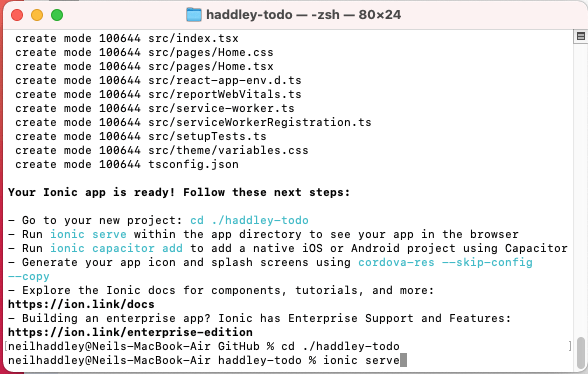 haddley-todo — -zsh — 80×24
create mode 100644 src/index.tsx
create mode 100644 src/pages/Home.css
create mode 100644 src/pages/Home.tsx
create mode 100644 src/react-app-env.d.ts
create mode 100644 src/reportWebVitals.ts
create mode 100644 src/service-worker.ts
create mode 100644 src/serviceWorkerRegistration.ts
create mode 100644 src/setupTests.ts
create mode 100644 src/theme/variables.css
create mode 100644 tsconfig.json
Your Ionic app is ready! Follow these next steps:
- Go to your new project: cd ./haddley-todo
- Run ionic serve within the app directory to see your app in the browser
- Run ionic capacitor add to add a native iOS or Android project using Capacitor
- Generate your app icon and splash screens using cordova-res --skip-config
--copy
- Explore the Ionic docs for components, tutorials, and more:
https://ion.link/docs
- Building an enterprise app? Ionic has Enterprise Support and Features:
https://ion.link/enterprise-edition
[neilhaddley@Neils-MacBook-Air GitHub % cd ./haddley-todo ]
neilhaddley@Neils-MacBook-Air haddley-todo % ionic serve